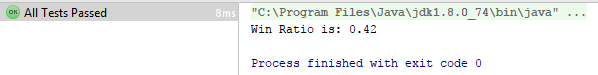 OK All Tests Passed 8ms
"C:\Program Files\Java\jdk1.8.0_74\bin\java" ...
Win Ratio is: 0.42
Process finished with exit code 0